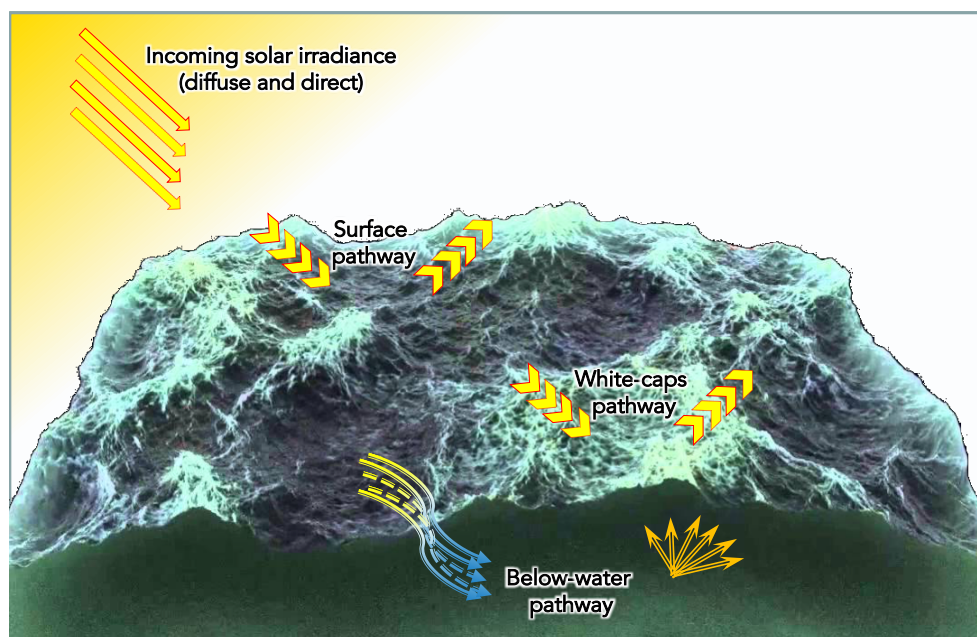 Incoming solar irradiance
(diffuse and direct)
Surface
pathway
White-caps
pathway
Below-water
pathway